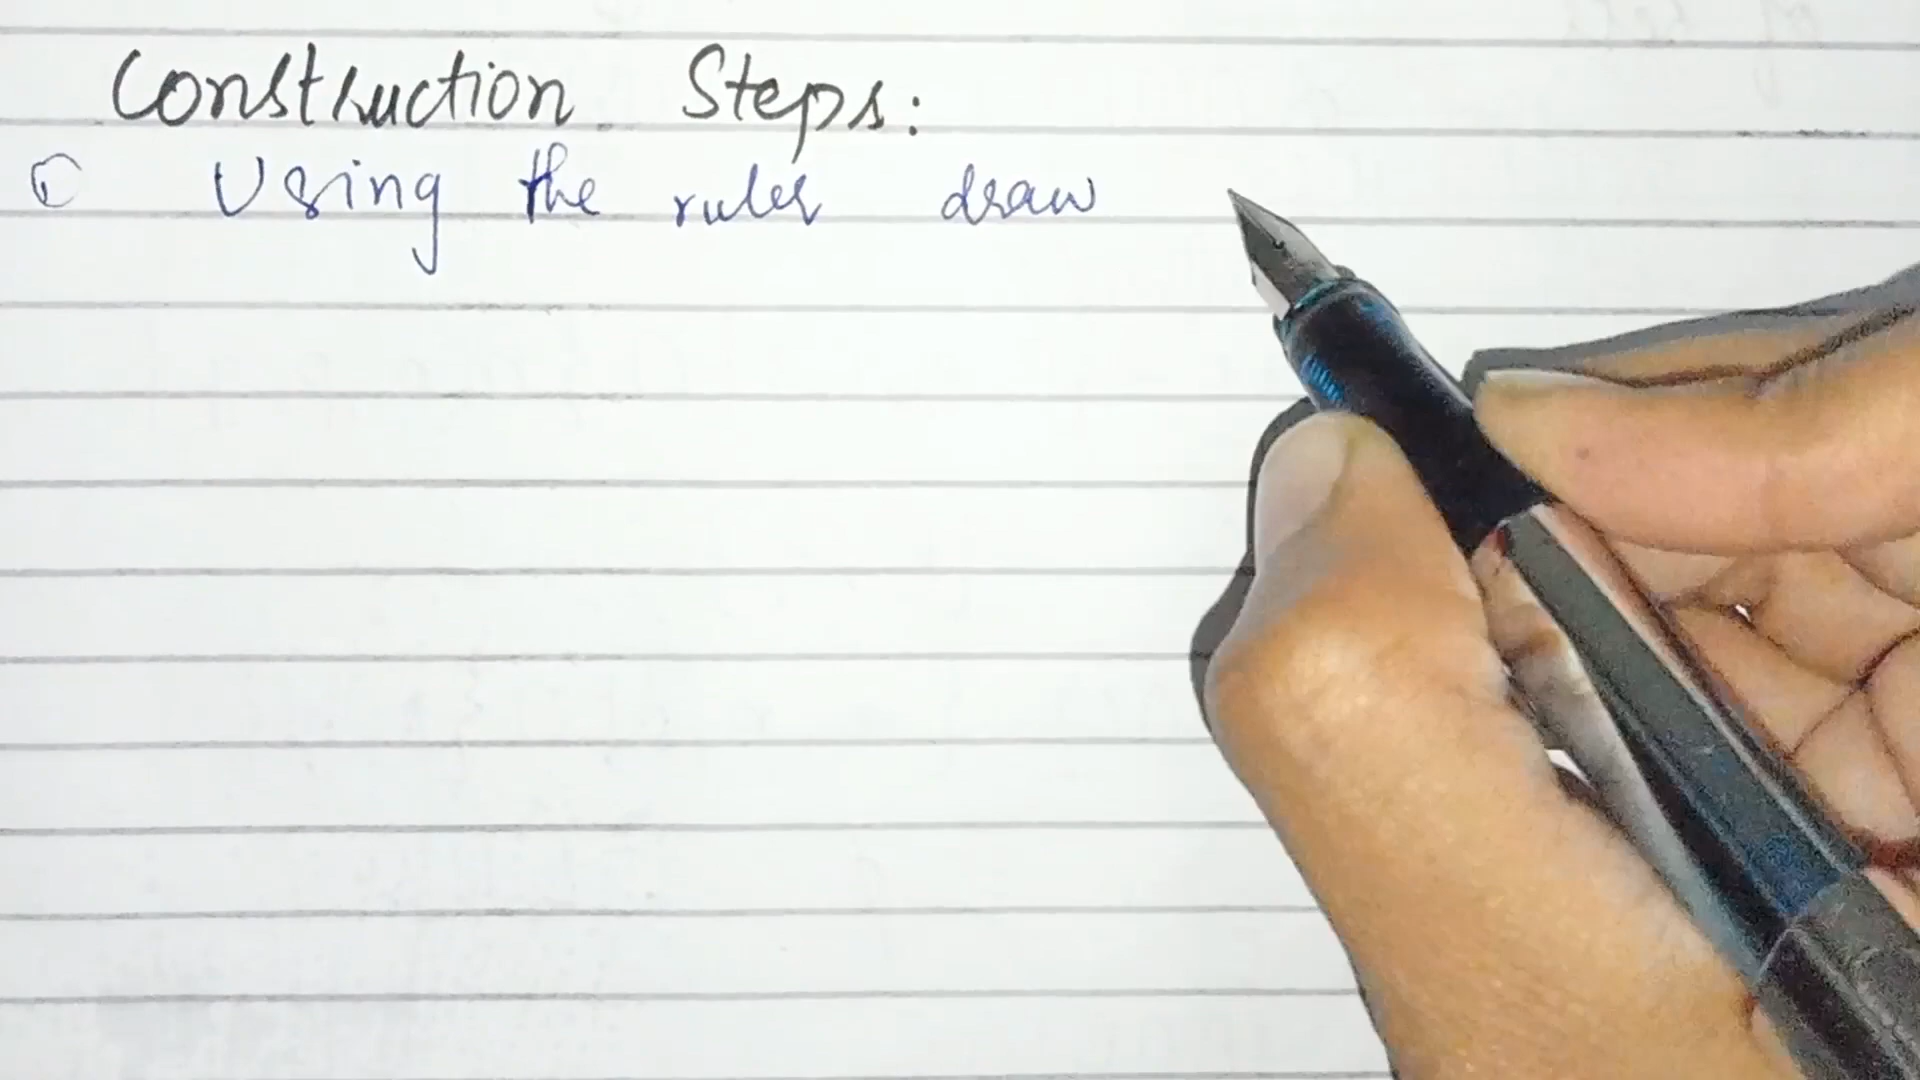 Construction Steps:
① Using the ruler draw